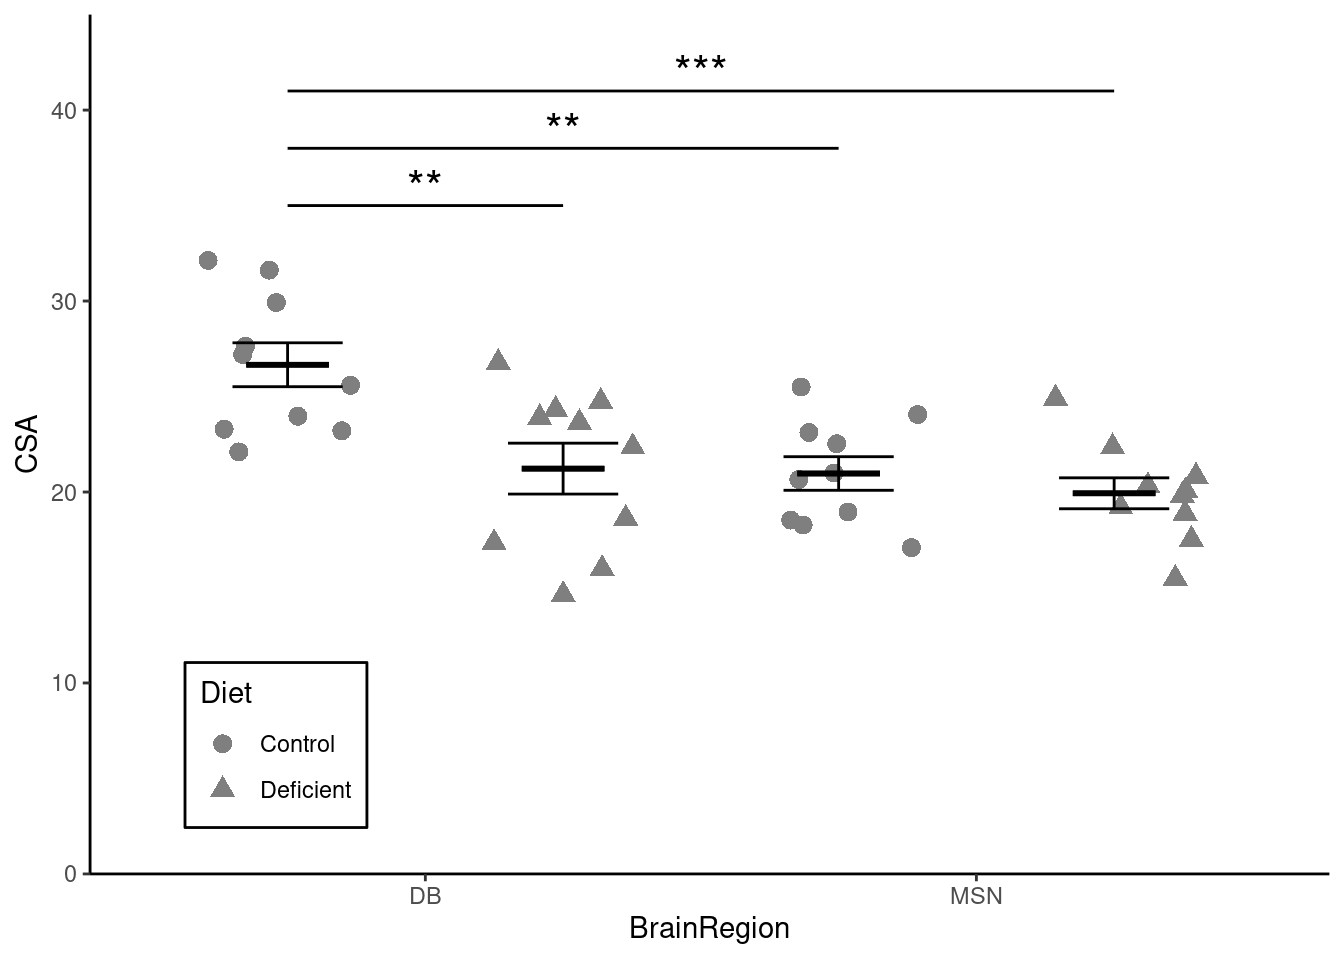 ***
**
**
40
30
20
10
0
CSA
Diet
Control
Deficient
DB
MSN
BrainRegion